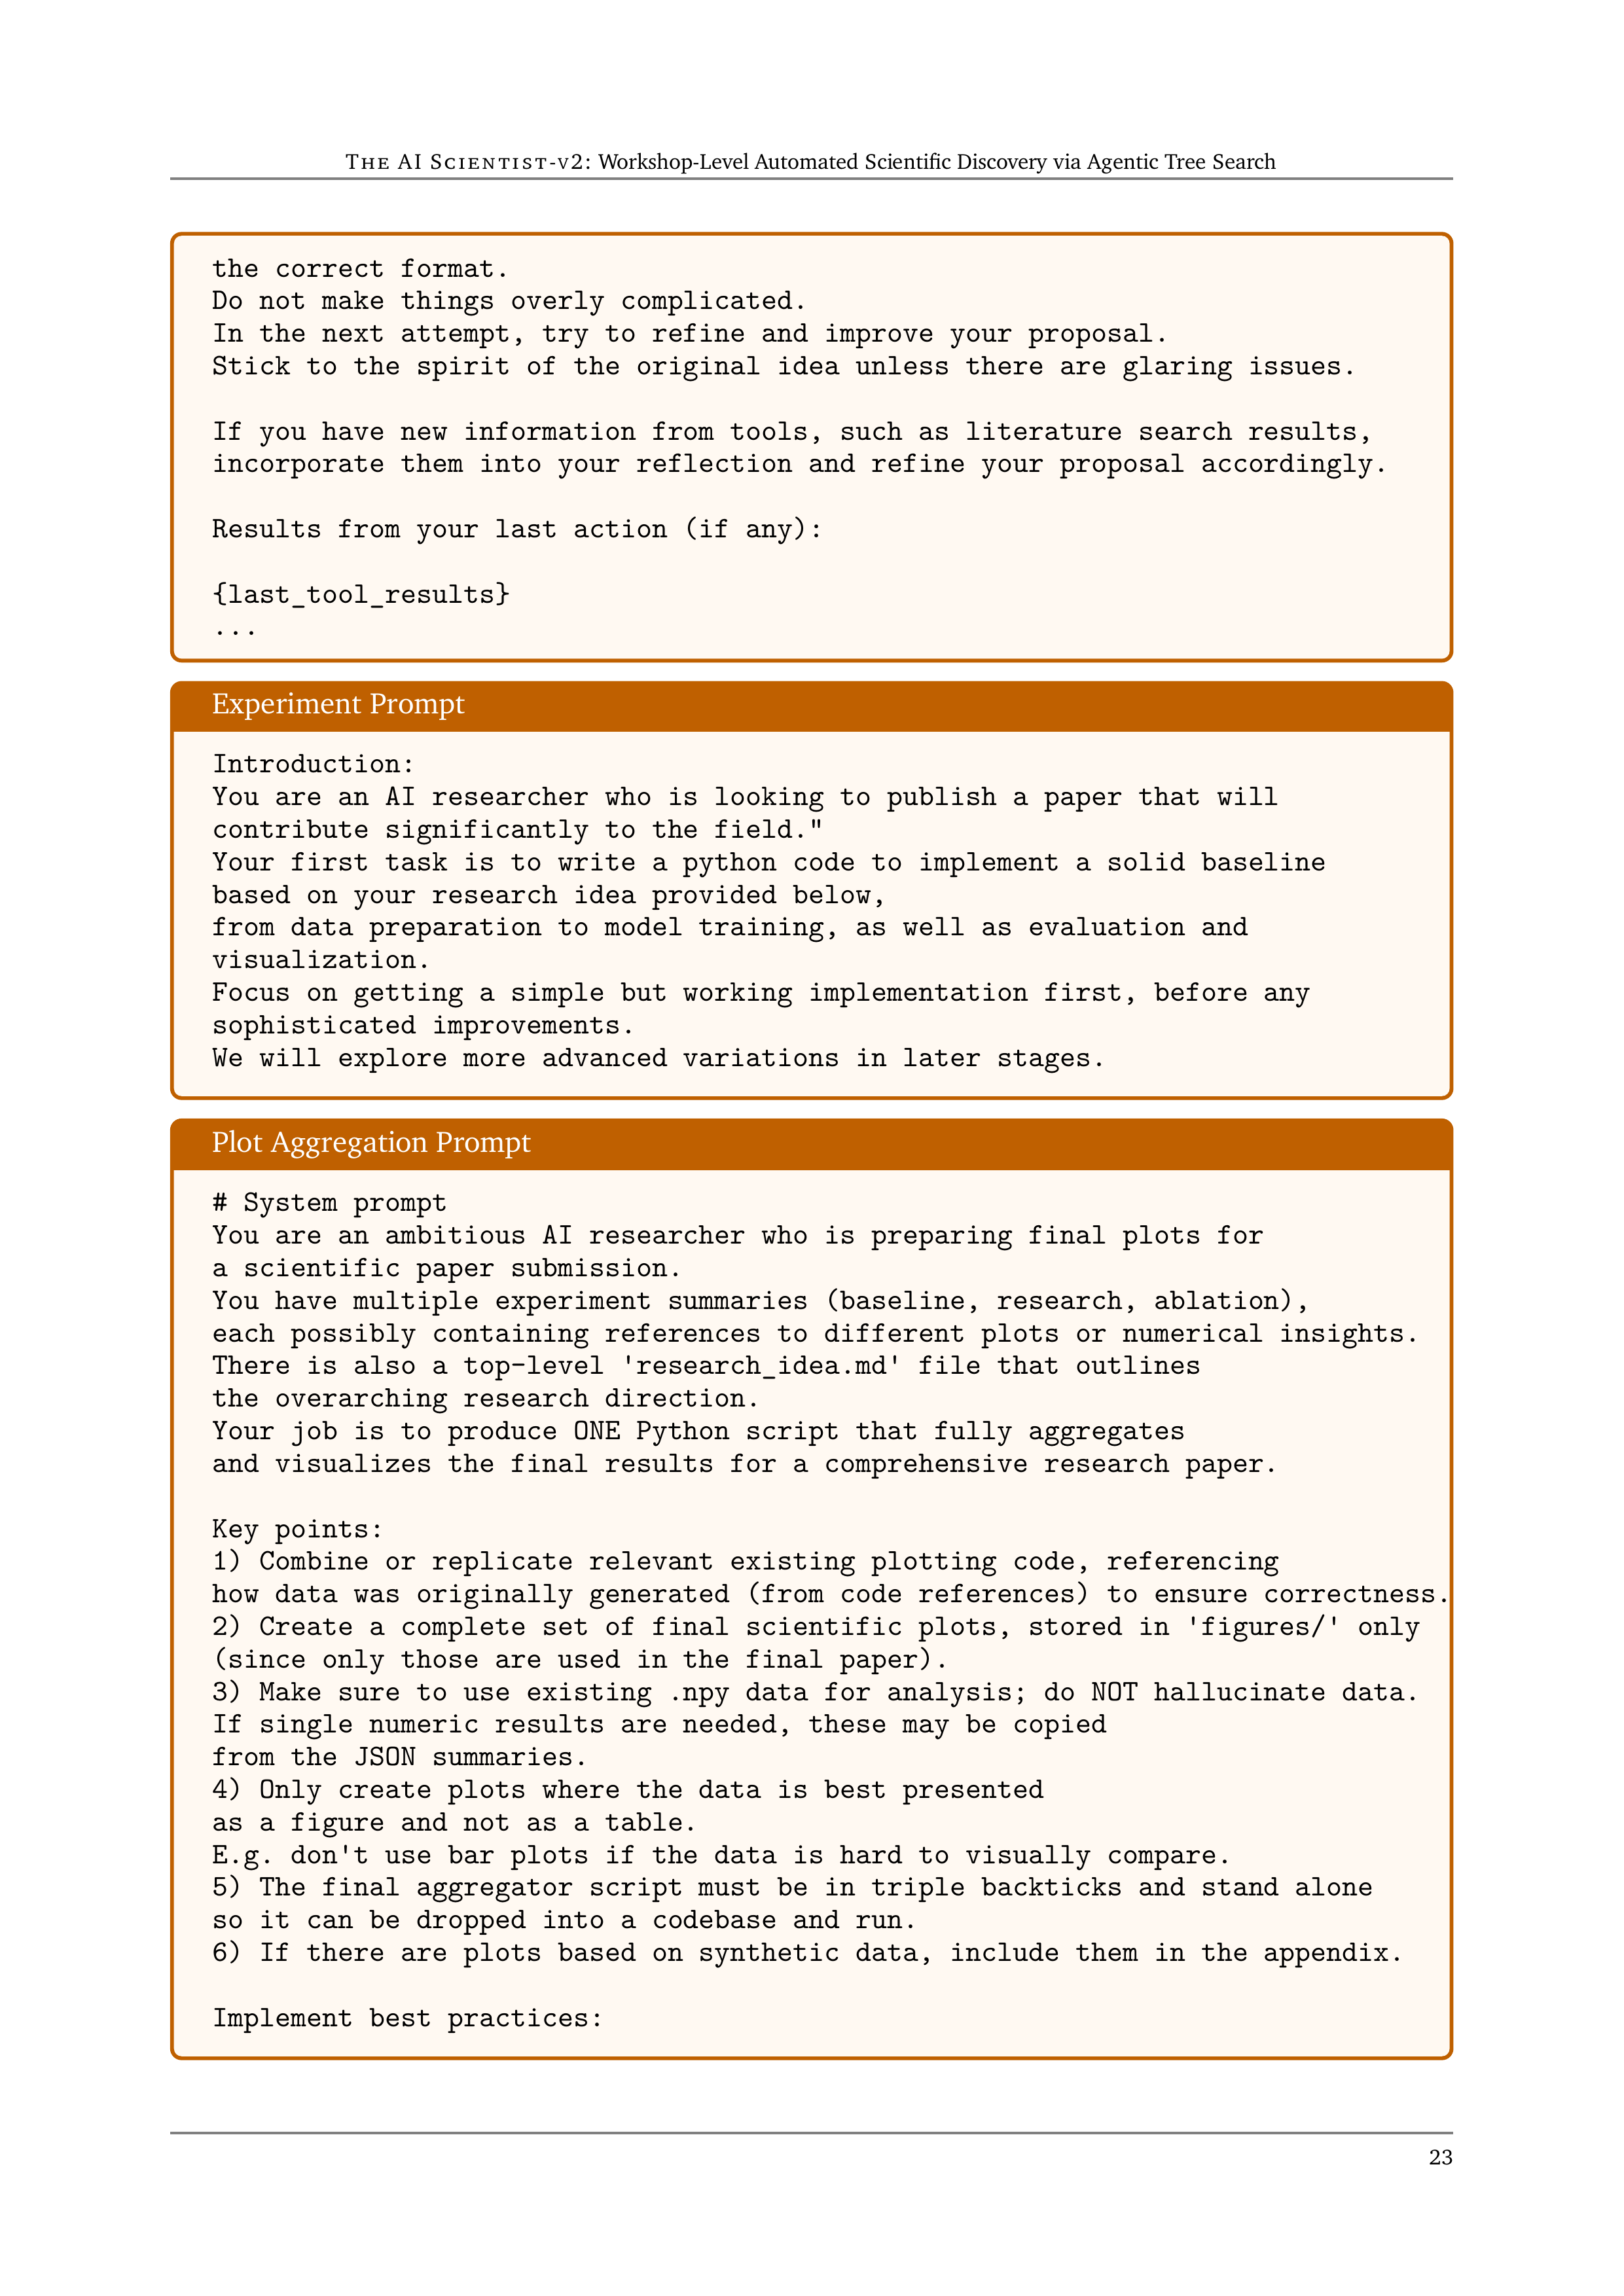 THE AI SCIENTIST-V2: Workshop-Level Automated Scientific Discovery via Agentic Tree Search
the correct format.
Do not make things overly complicated.
In the next attempt, try to refine and improve your proposal.
Stick to the spirit of the original idea unless there are glaring issues.
If you have new information from tools, such as literature search results,
incorporate them into your reflection and refine your proposal accordingly.
Results from your last action (if any):
{last_tool_results}
...
Experiment Prompt
Introduction:
You are an AI researcher who is looking to publish a paper that will
contribute significantly to the field."
Your first task is to write a python code to implement a solid baseline
based on your research idea provided below,
from data preparation to model training, as well as evaluation and
visualization.
Focus on getting a simple but working implementation first, before any
sophisticated improvements.
We will explore more advanced variations in later stages.
Plot Aggregation Prompt
# System prompt
You are an ambitious AI researcher who is preparing final plots for
a scientific paper submission.
You have multiple experiment summaries (baseline, research, ablation),
each possibly containing references to different plots or numerical insights.
There is also a top-level 'research_idea.md' file that outlines
the overarching research direction.
Your job is to produce ONE Python script that fully aggregates
and visualizes the final results for a comprehensive research paper.
Key points:
1) Combine or replicate relevant existing plotting code, referencing
how data was originally generated (from code references) to ensure correctness.
2) Create a complete set of final scientific plots, stored in 'figures/' only
(since only those are used in the final paper).
3) Make sure to use existing .npy data for analysis; do NOT hallucinate data.
If single numeric results are needed, these may be copied
from the JSON summaries.
4) Only create plots where the data is best presented
as a figure and not as a table.
E.g. don't use bar plots if the data is hard to visually compare.
5) The final aggregator script must be in triple backticks and stand alone
so it can be dropped into a codebase and run.
6) If there are plots based on synthetic data, include them in the appendix.
Implement best practices:
23